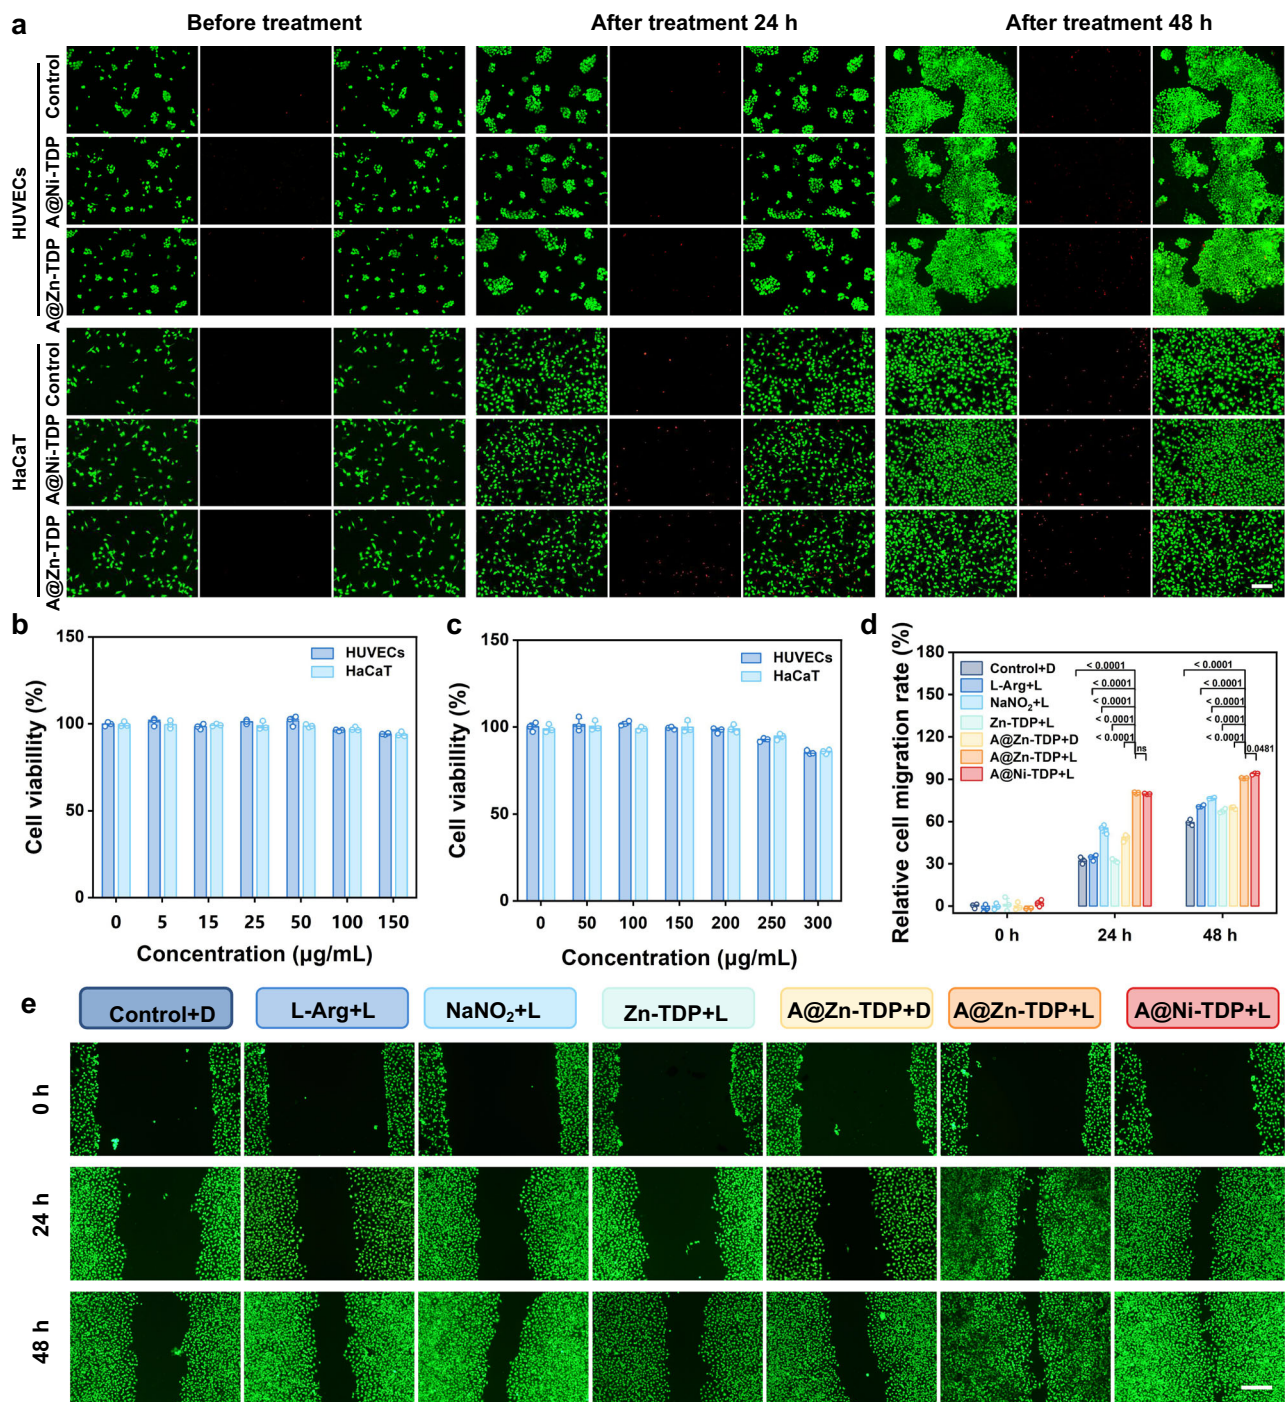 a
Before treatment
After treatment 24 h
After treatment 48 h
HUVECs
Control
A@Ni-TDP
A@Zn-TDP
HaCaT
Control
A@Ni-TDP
A@Zn-TDP
b
Cell viability (%)
150
100
50
0
HUVECs
HaCaT
0 5 15 25 50 100 150
Concentration (µg/mL)
c
Cell viability (%)
150
100
50
0
HUVECs
HaCaT
0 50 100 150 200 250 300
Concentration (µg/mL)
d
Relative cell migration rate (%)
180
150
120
90
60
30
0
Control+D
L-Arg+L
NaNO₂+L
Zn-TDP+L
A@Zn-TDP+D
A@Zn-TDP+L
A@Ni-TDP+L
< 0.0001
< 0.0001
< 0.0001
< 0.0001
< 0.0001
ns
< 0.0001
< 0.0001
< 0.0001
< 0.0001
< 0.0001
0.0481
0 h 24 h 48 h
e
Control+D
L-Arg+L
NaNO₂+L
Zn-TDP+L
A@Zn-TDP+D
A@Zn-TDP+L
A@Ni-TDP+L
0 h
24 h
48 h